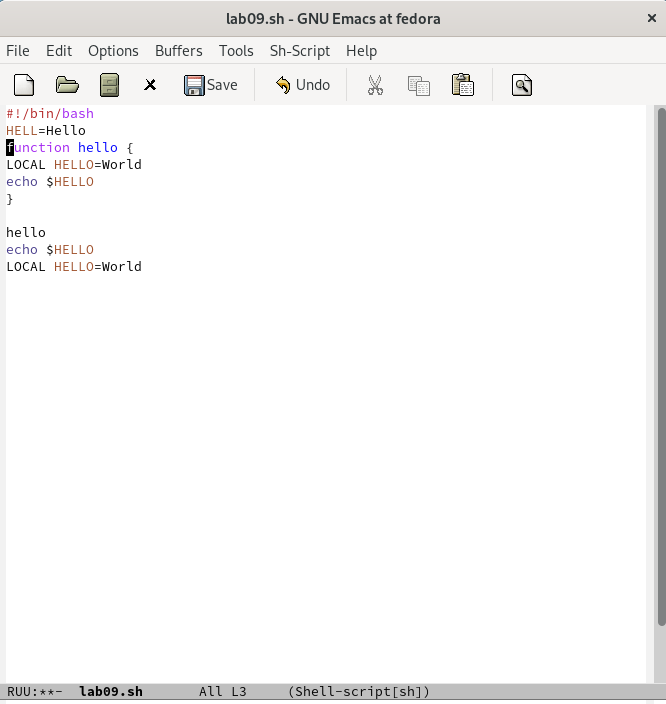 lab09.sh - GNU Emacs at fedora
File Edit Options Buffers Tools Sh-Script Help
Save Undo
#!/bin/bash
HELL=Hello
function hello {
LOCAL HELLO=World
echo $HELLO
}
hello
echo $HELLO
LOCAL HELLO=World
RUU:**- lab09.sh All L3 (Shell-script[sh])